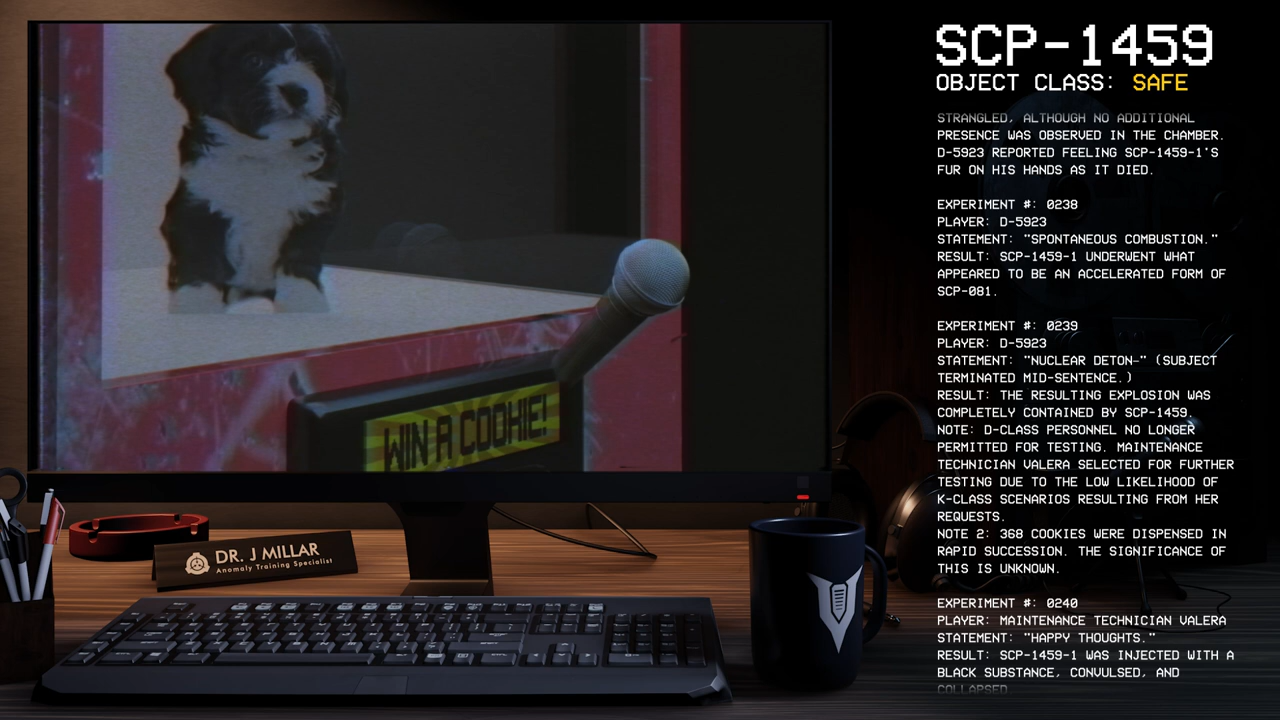 SCP-1459
OBJECT CLASS: SAFE
STRANGLED, ALTHOUGH NO ADDITIONAL
PRESENCE WAS OBSERVED IN THE CHAMBER.
D-5923 REPORTED FEELING SCP-1459-1'S
FUR ON HIS HANDS AS IT DIED.
EXPERIMENT #: 0238
PLAYER: D-5923
STATEMENT: "SPONTANEOUS COMBUSTION."
RESULT: SCP-1459-1 UNDERWENT WHAT
APPEARED TO BE AN ACCELERATED FORM OF
SCP-081.
EXPERIMENT #: 0239
PLAYER: D-5923
STATEMENT: "NUCLEAR DETON-" (SUBJECT
TERMINATED MID-SENTENCE.)
RESULT: THE RESULTING EXPLOSION WAS
COMPLETELY CONTAINED BY SCP-1459.
NOTE: D-CLASS PERSONNEL NO LONGER
PERMITTED FOR TESTING. MAINTENANCE
TECHNICIAN VALERA SELECTED FOR FURTHER
TESTING DUE TO THE LOW LIKELIHOOD OF
K-CLASS SCENARIOS RESULTING FROM HER
REQUESTS.
NOTE 2: 368 COOKIES WERE DISPENSED IN
RAPID SUCCESSION. THE SIGNIFICANCE OF
THIS IS UNKNOWN.
EXPERIMENT #: 0240
PLAYER: MAINTENANCE TECHNICIAN VALERA
STATEMENT: "HAPPY THOUGHTS."
RESULT: SCP-1459-1 WAS INJECTED WITH A
BLACK SUBSTANCE, CONVULSED, AND
COLLAPSED.
WIN A COOKIE!
DR. J MILLAR
Anomaly Training Specialist